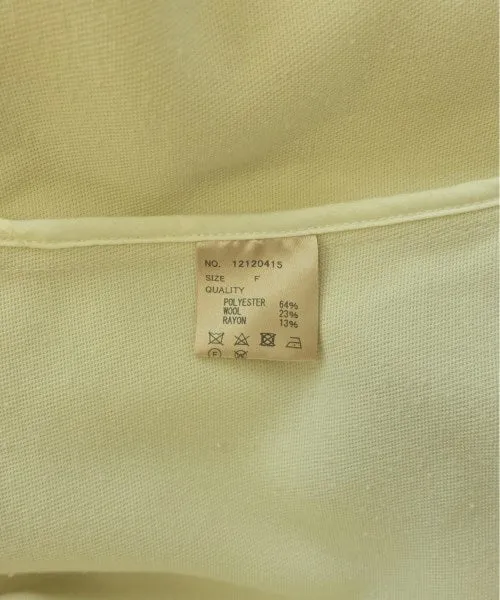 NO. 12120415
SIZE F
QUALITY
POLYESTER 64%
WOOL 23%
RAYON 13%
F